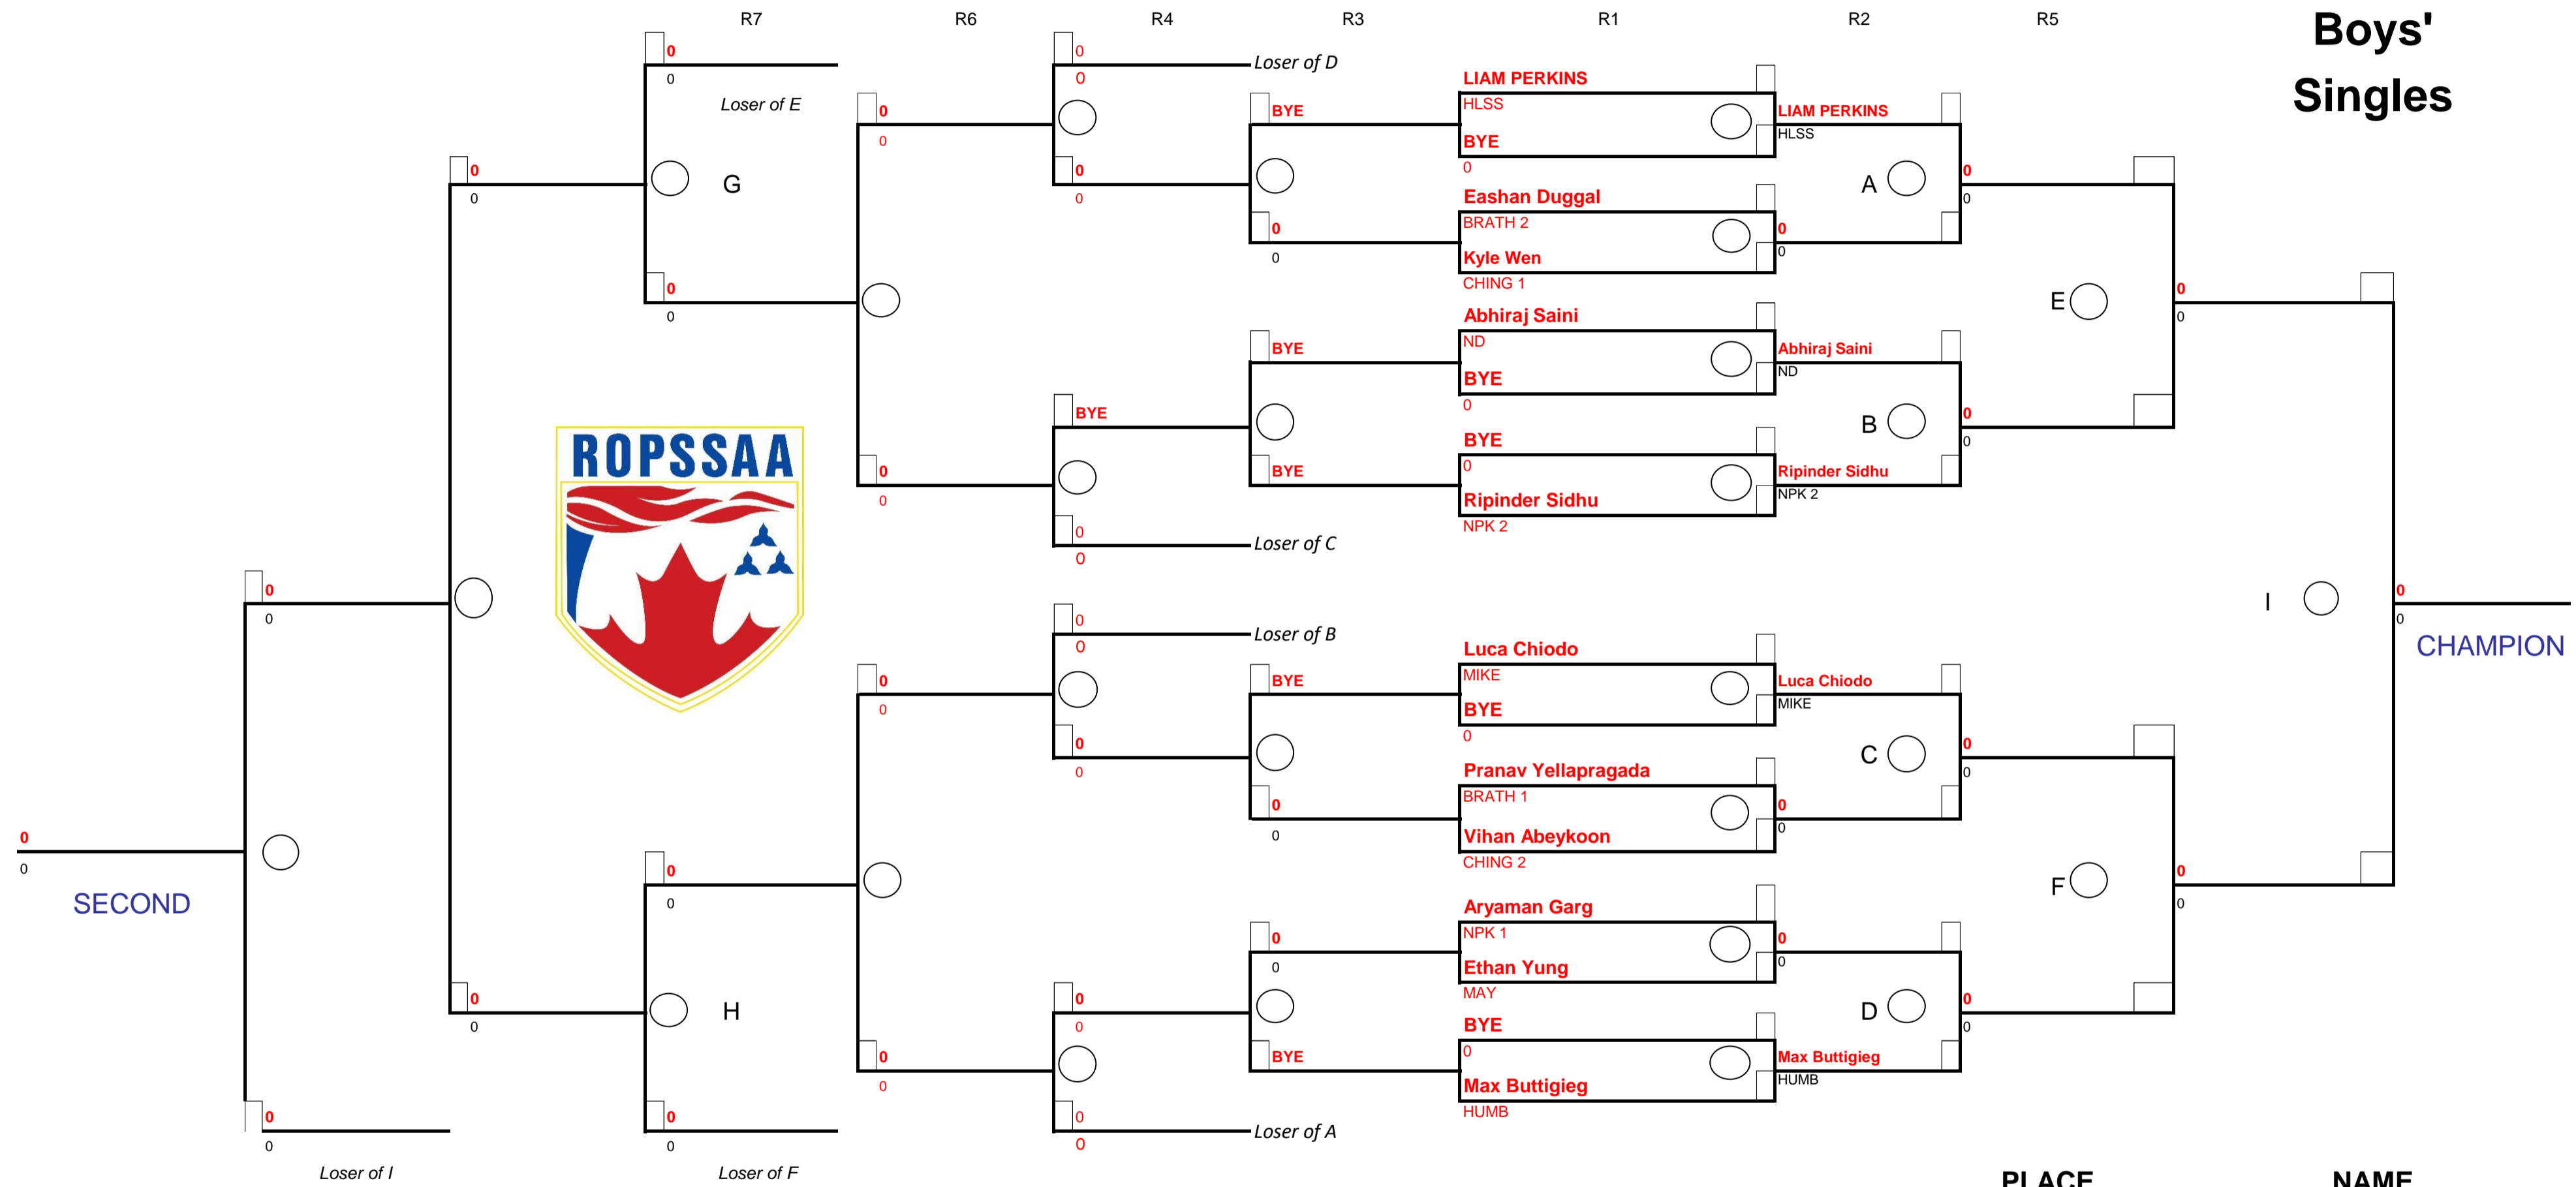 R7 R6 R4 R3 R1 R2 R5
Boys'
Singles
0
0
Loser of E
G
0
0
0
0
0
0
0
0
Loser of D
0
0
BYE
0
0
LIAM PERKINS
HLSS
BYE
0
LIAM PERKINS
HLSS
Eashan Duggal
BRATH 2
Kyle Wen
CHING 1
0
0
A
0
0
Abhiraj Saini
ND
BYE
0
Abhiraj Saini
ND
BYE
0
Ripinder Sidhu
NPK 2
Ripinder Sidhu
NPK 2
B
0
0
E
0
0
BYE
BYE
BYE
0
0
0
0
Loser of C
ROPSSAA
0
0
Loser of B
0
0
BYE
0
0
0
0
Luca Chiodo
MIKE
BYE
0
Luca Chiodo
MIKE
Pranav Yellapragada
BRATH 1
Vihan Abeykoon
CHING 2
0
0
C
0
0
I
0
0
CHAMPION
0
0
0
0
SECOND
0
0
0
0
H
0
0
0
0
Loser of F
0
0
Loser of I
Aryaman Garg
NPK 1
Ethan Yung
MAY
0
0
BYE
0
Max Buttigieg
HUMB
Max Buttigieg
HUMB
D
0
0
F
0
0
0
0
BYE
0
0
0
0
0
0
Loser of A
PLACE NAME